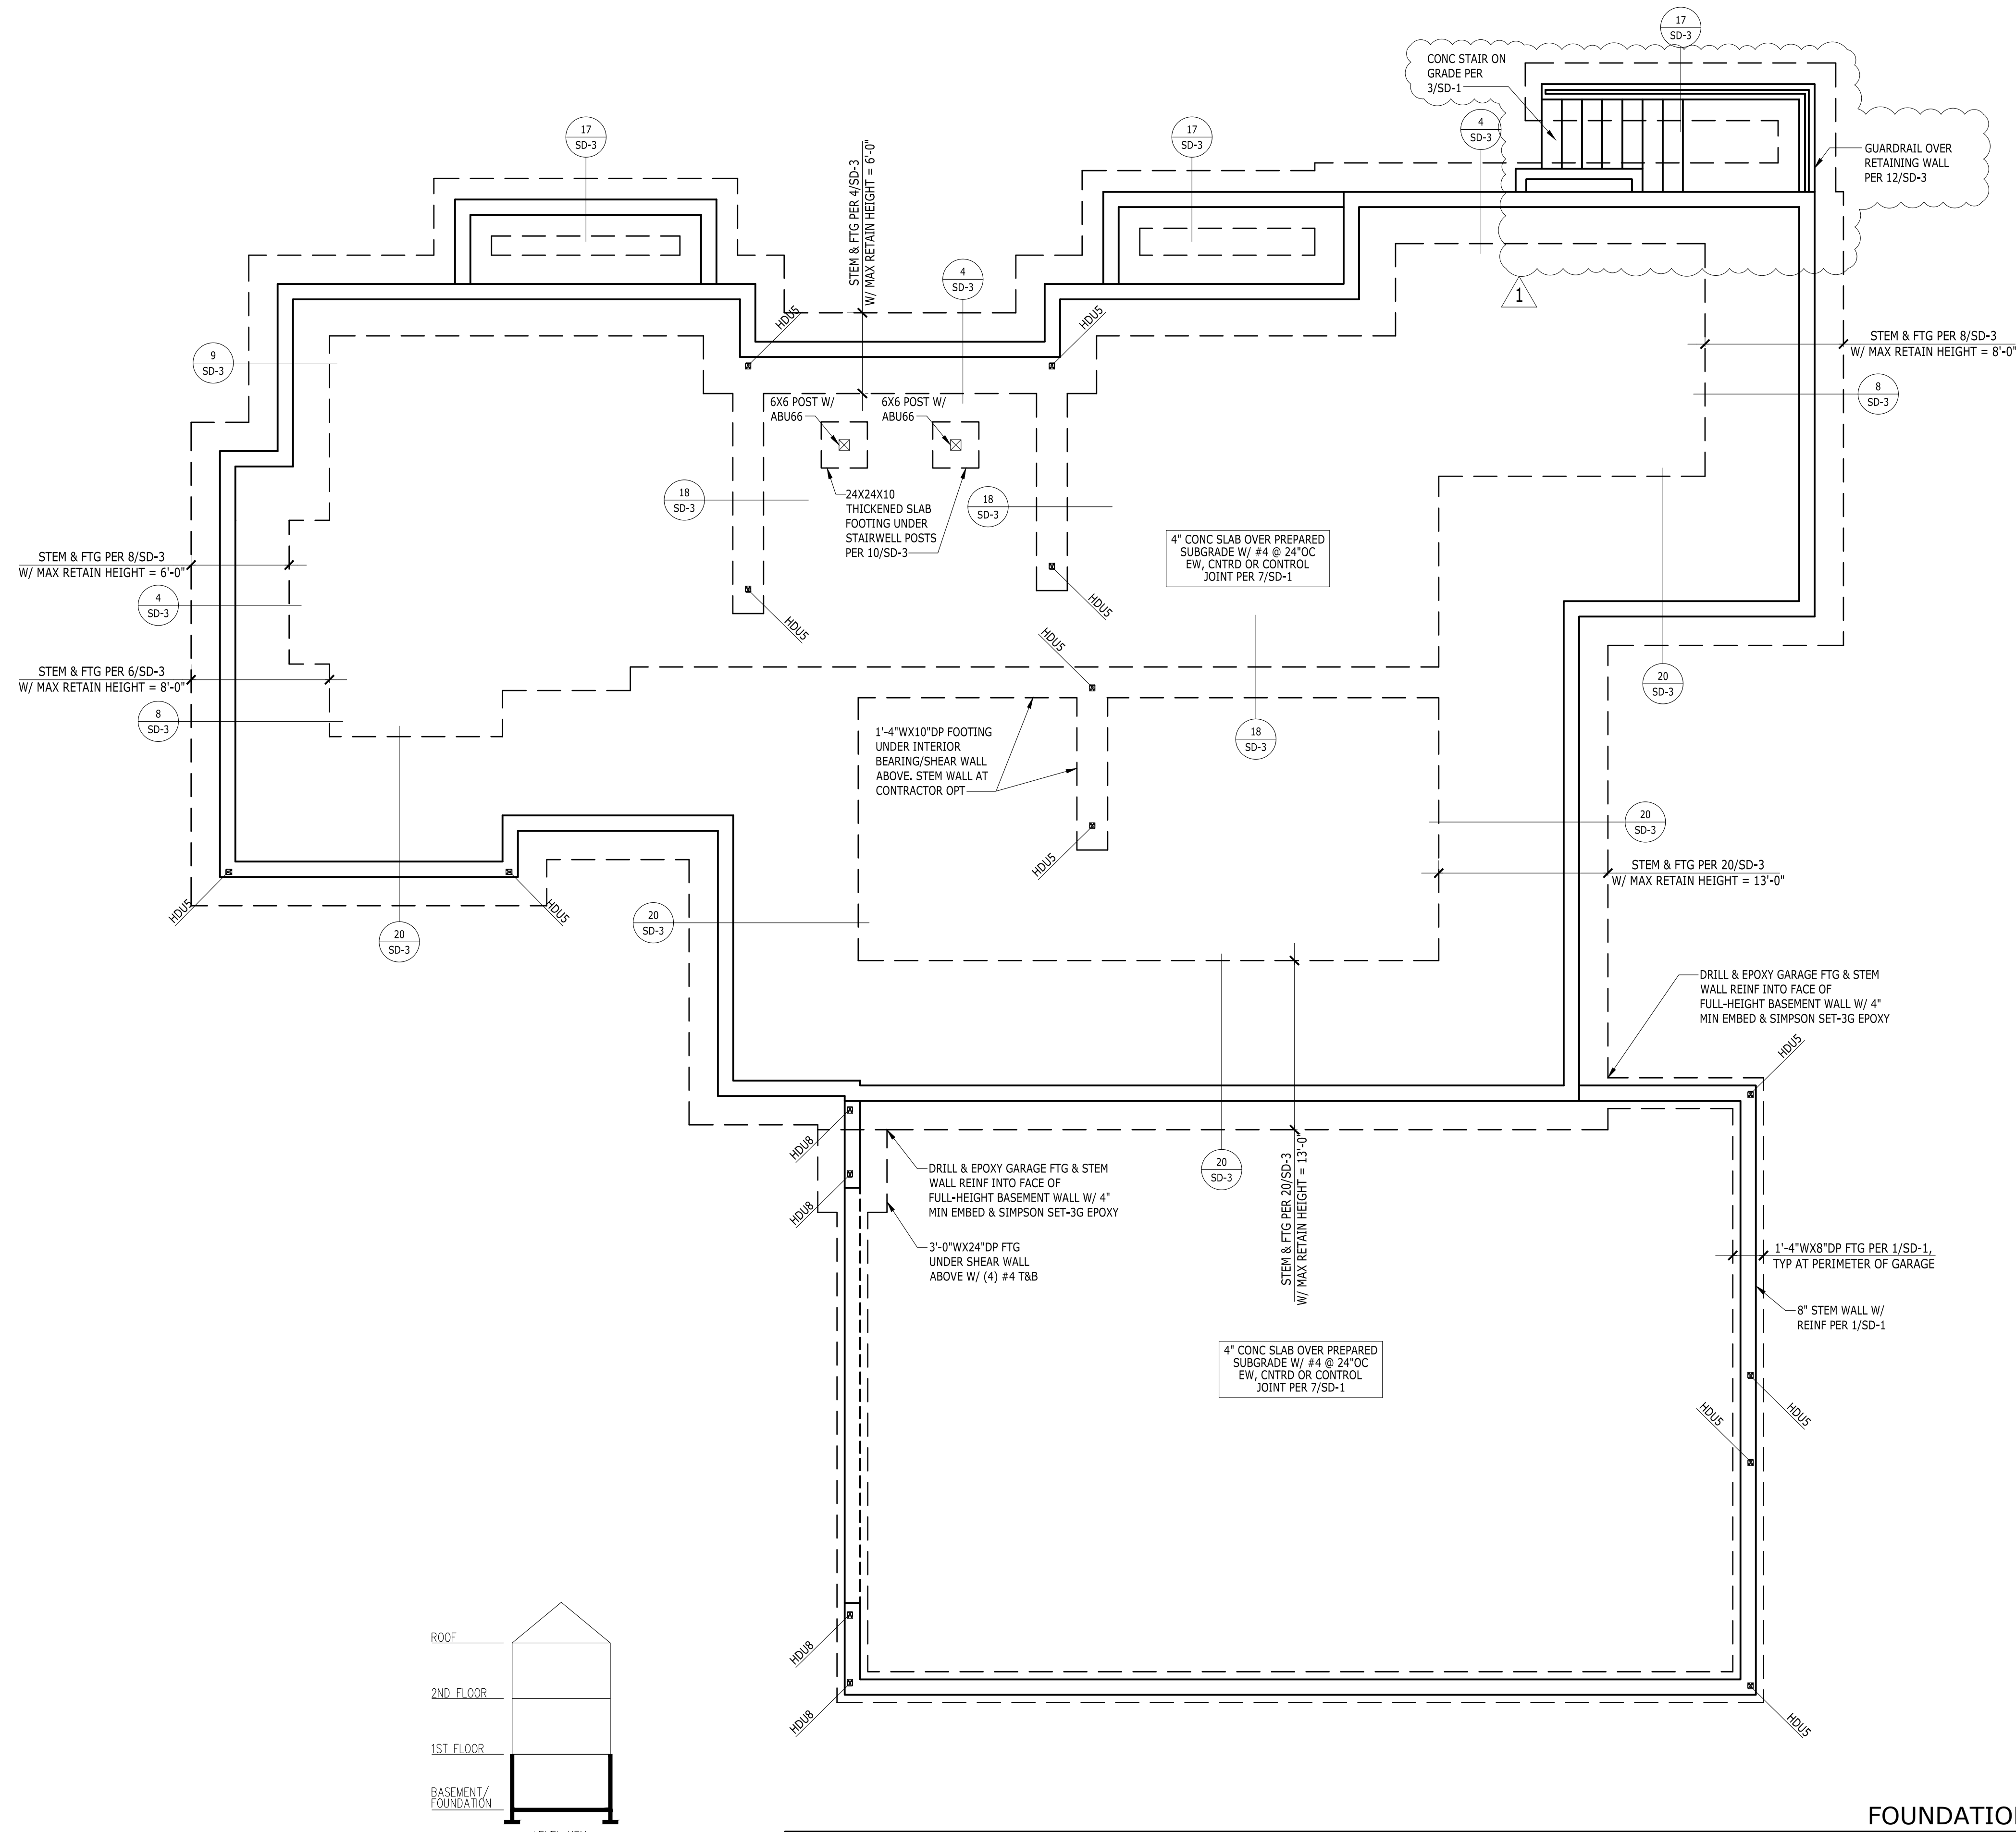 17
SD-3
CONC STAIR ON
GRADE PER
3/SD-1
4
SD-3
GUARDRAIL OVER
RETAINING WALL
PER 12/SD-3
1
17
SD-3
17
SD-3
STEM & FTG PER 4/SD-3
W/ MAX RETAIN HEIGHT = 6'-0"
4
SD-3
HDU5
HDU5
9
SD-3
STEM & FTG PER 8/SD-3
W/ MAX RETAIN HEIGHT = 8'-0"
8
SD-3
6X6 POST W/
ABU66
6X6 POST W/
ABU66
18
SD-3
24X24X10
THICKENED SLAB
FOOTING UNDER
STAIRWELL POSTS
PER 10/SD-3
18
SD-3
4" CONC SLAB OVER PREPARED
SUBGRADE W/ #4 @ 24"OC
EW, CNTRD OR CONTROL
JOINT PER 7/SD-1
STEM & FTG PER 8/SD-3
W/ MAX RETAIN HEIGHT = 6'-0"
4
SD-3
HDU5
HDU5
HDU5
STEM & FTG PER 6/SD-3
W/ MAX RETAIN HEIGHT = 8'-0"
8
SD-3
20
SD-3
1'-4"WX10"DP FOOTING
UNDER INTERIOR
BEARING/SHEAR WALL
ABOVE. STEM WALL AT
CONTRACTOR OPT
18
SD-3
20
SD-3
HDU5
STEM & FTG PER 20/SD-3
W/ MAX RETAIN HEIGHT = 13'-0"
HDU5
HDU5
20
SD-3
20
SD-3
DRILL & EPOXY GARAGE FTG & STEM
WALL REINF INTO FACE OF
FULL-HEIGHT BASEMENT WALL W/ 4"
MIN EMBED & SIMPSON SET-3G EPOXY
HDU5
HDU8
HDU8
DRILL & EPOXY GARAGE FTG & STEM
WALL REINF INTO FACE OF
FULL-HEIGHT BASEMENT WALL W/ 4"
MIN EMBED & SIMPSON SET-3G EPOXY
20
SD-3
STEM & FTG PER 20/SD-3
W/ MAX RETAIN HEIGHT = 13'-0"
3'-0"WX24"DP FTG
UNDER SHEAR WALL
ABOVE W/ (4) #4 T&B
1'-4"WX8"DP FTG PER 1/SD-1,
TYP AT PERIMETER OF GARAGE
8" STEM WALL W/
REINF PER 1/SD-1
4" CONC SLAB OVER PREPARED
SUBGRADE W/ #4 @ 24"OC
EW, CNTRD OR CONTROL
JOINT PER 7/SD-1
HDU5
HDU5
HDU8
HDU8
HDU5
ROOF
2ND FLOOR
1ST FLOOR
BASEMENT/
FOUNDATION
FOUNDATION